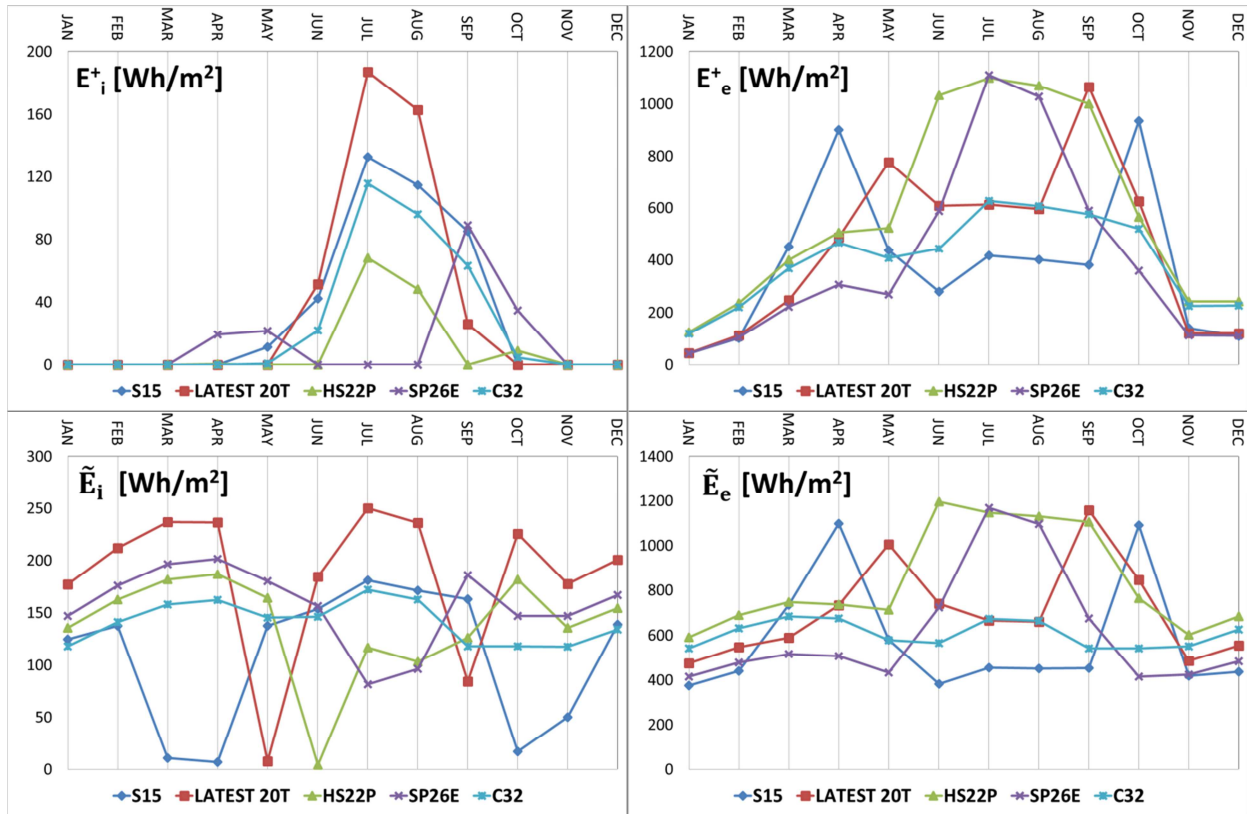 JAN FEB MAR APR MAY JUN JUL AUG SEP OCT NOV DEC
E⁺ᵢ [Wh/m²]
200
160
120
80
40
0
S15 LATEST 20T HS22P SP26E C32
JAN FEB MAR APR MAY JUN JUL AUG SEP OCT NOV DEC
E⁺ₑ [Wh/m²]
1200
1000
800
600
400
200
0
S15 LATEST 20T HS22P SP26E C32
JAN FEB MAR APR MAY JUN JUL AUG SEP OCT NOV DEC
Ẽᵢ [Wh/m²]
300
250
200
150
100
50
0
S15 LATEST 20T HS22P SP26E C32
JAN FEB MAR APR MAY JUN JUL AUG SEP OCT NOV DEC
Ẽₑ [Wh/m²]
1400
1200
1000
800
600
400
200
0
S15 LATEST 20T HS22P SP26E C32